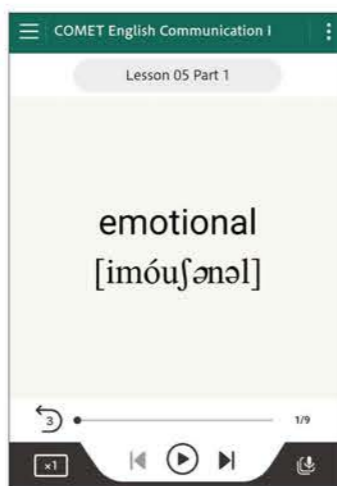 COMET English Communication I
Lesson 05 Part 1
emotional
[imóuʃənəl]
3
1/9
×1